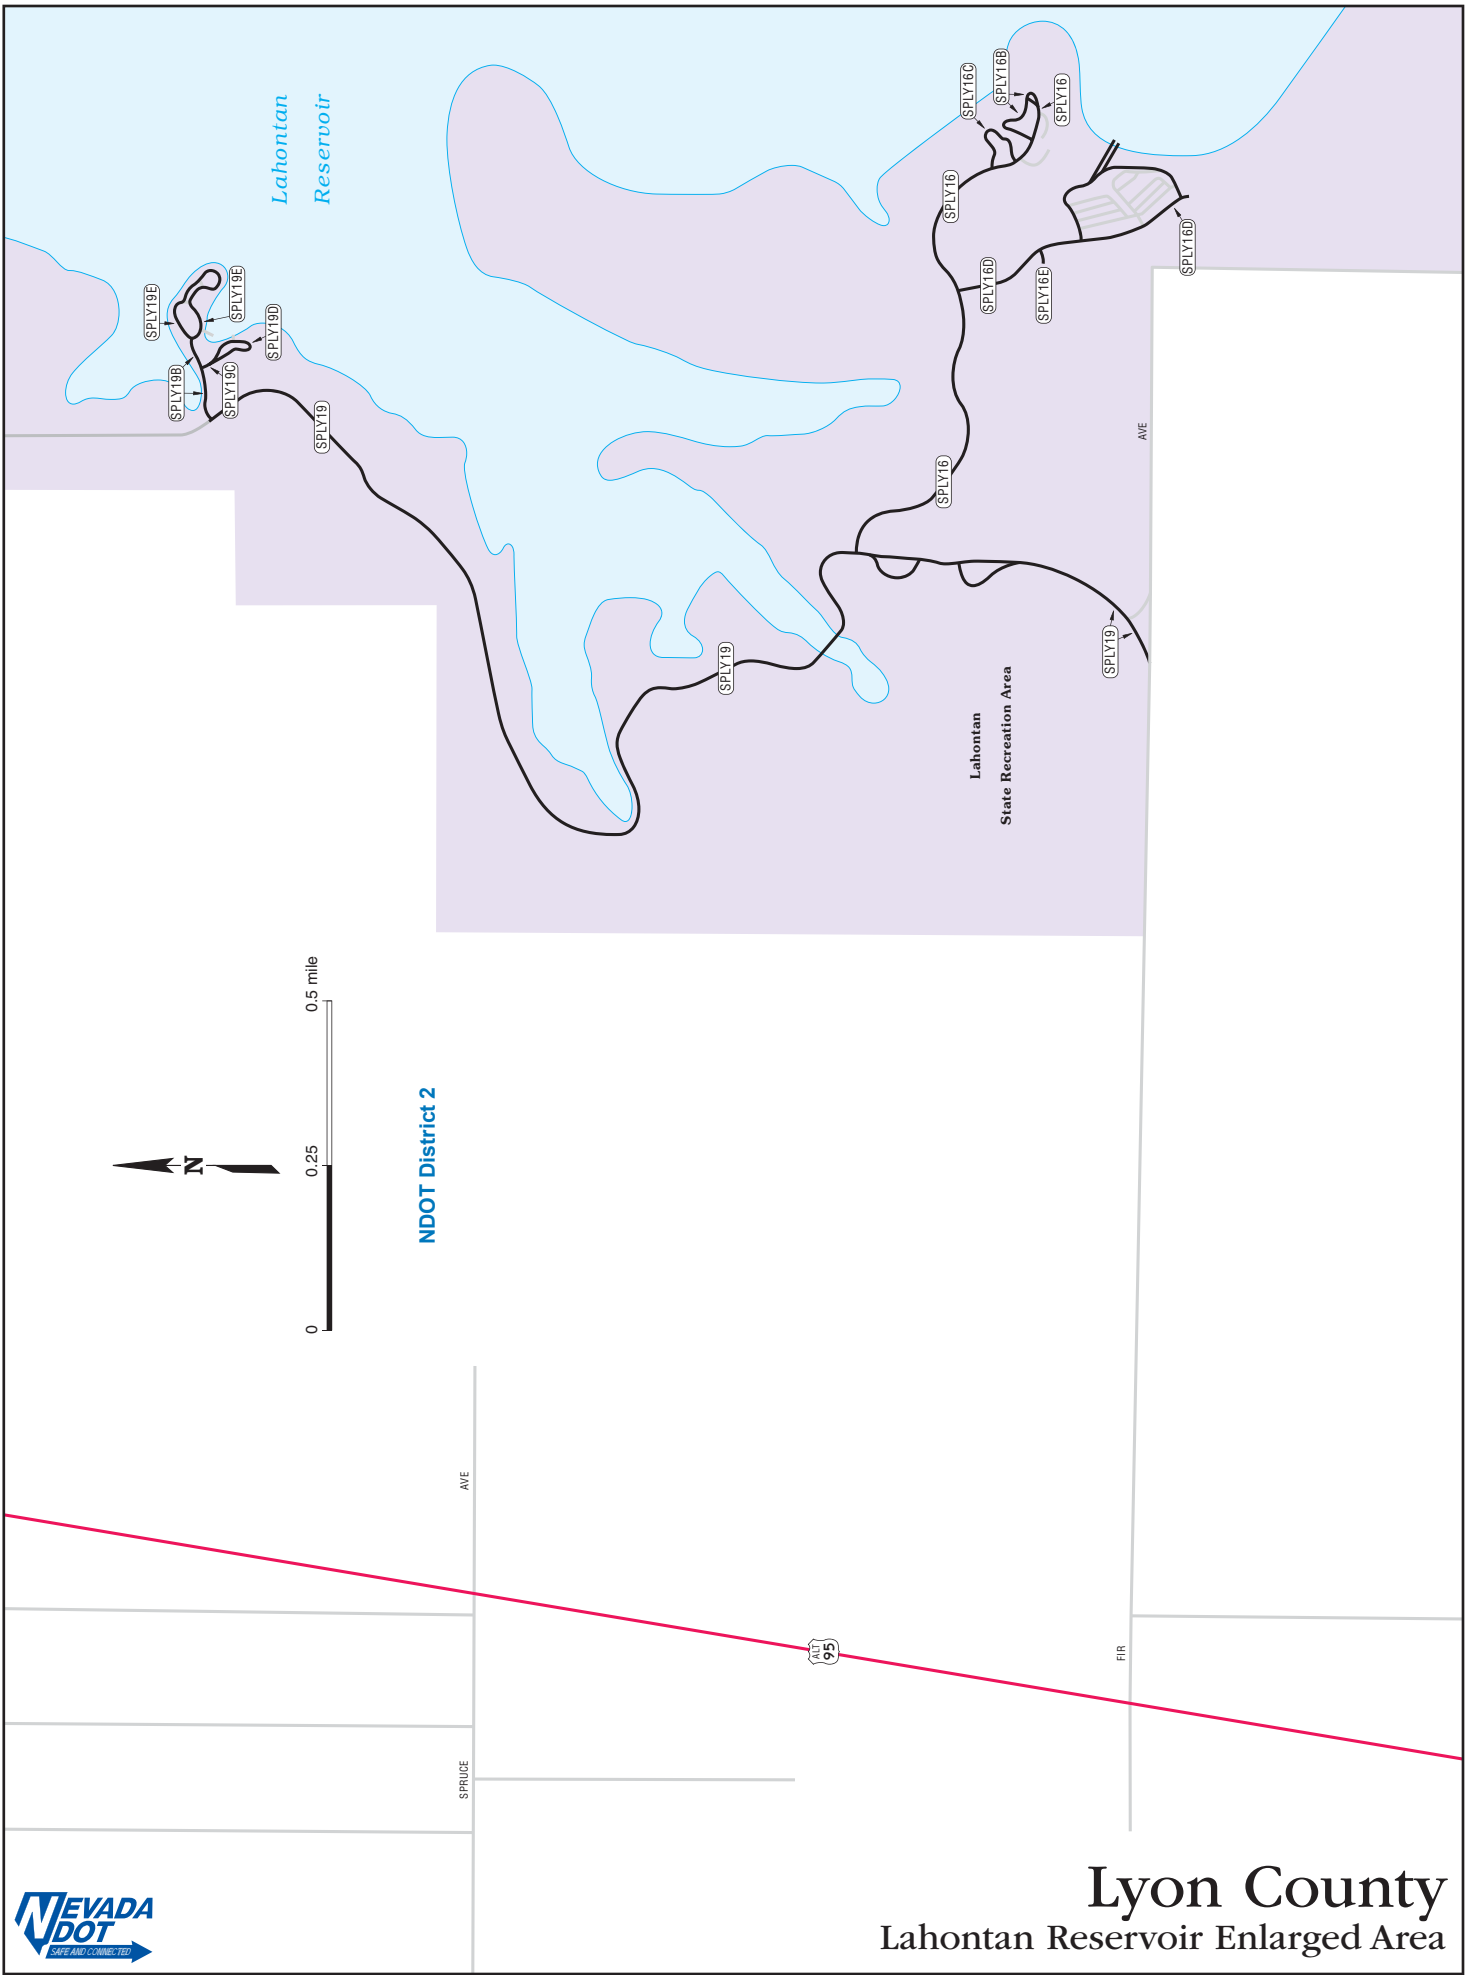 Lahontan
Reservoir
SPLY16C
SPLY16B
SPLY16
SPLY16
SPLY16D
SPLY16D
SPLY16E
SPLY19E
SPLY19E
SPLY19D
SPLY19B
SPLY19C
SPLY19
AVE
SPLY16
SPLY19
SPLY19
Lahontan
State Recreation Area
0
0.25
0.5 mile
N
NDOT District 2
AVE
SPRUCE
ALT
95
FIR
NEVADA
DOT
SAFE AND CONNECTED
Lyon County
Lahontan Reservoir Enlarged Area